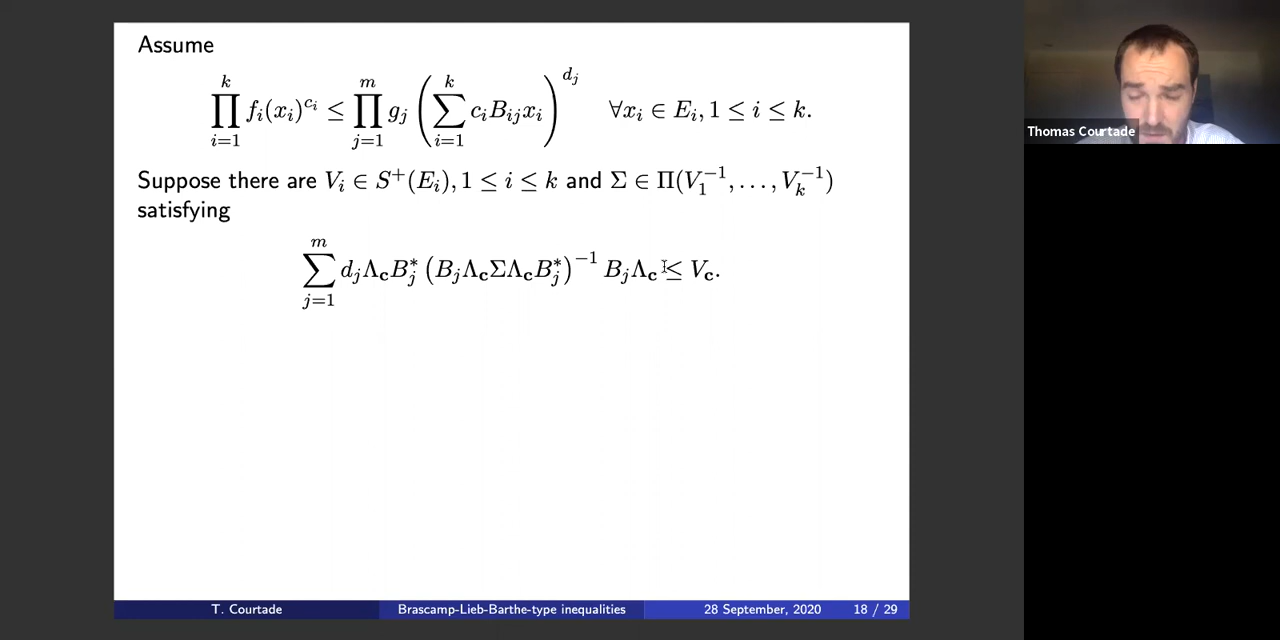 Assume
∏_{i=1}^{k} f_i(x_i)^{c_i} ≤ ∏_{j=1}^{m} g_j (∑_{i=1}^{k} c_i B_{ij} x_i)^{d_j} ∀x_i ∈ E_i, 1 ≤ i ≤ k.
Suppose there are V_i ∈ S^+(E_i), 1 ≤ i ≤ k and Σ ∈ Π(V_1^{-1}, …, V_k^{-1})
satisfying
∑_{j=1}^{m} d_j Λ_c B_j^* (B_j Λ_c Σ Λ_c B_j^*)^{-1} B_j Λ_c ≤ V_c.
Thomas Courtade
T. Courtade
Brascamp-Lieb-Barthe-type inequalities
28 September, 2020
18 / 29